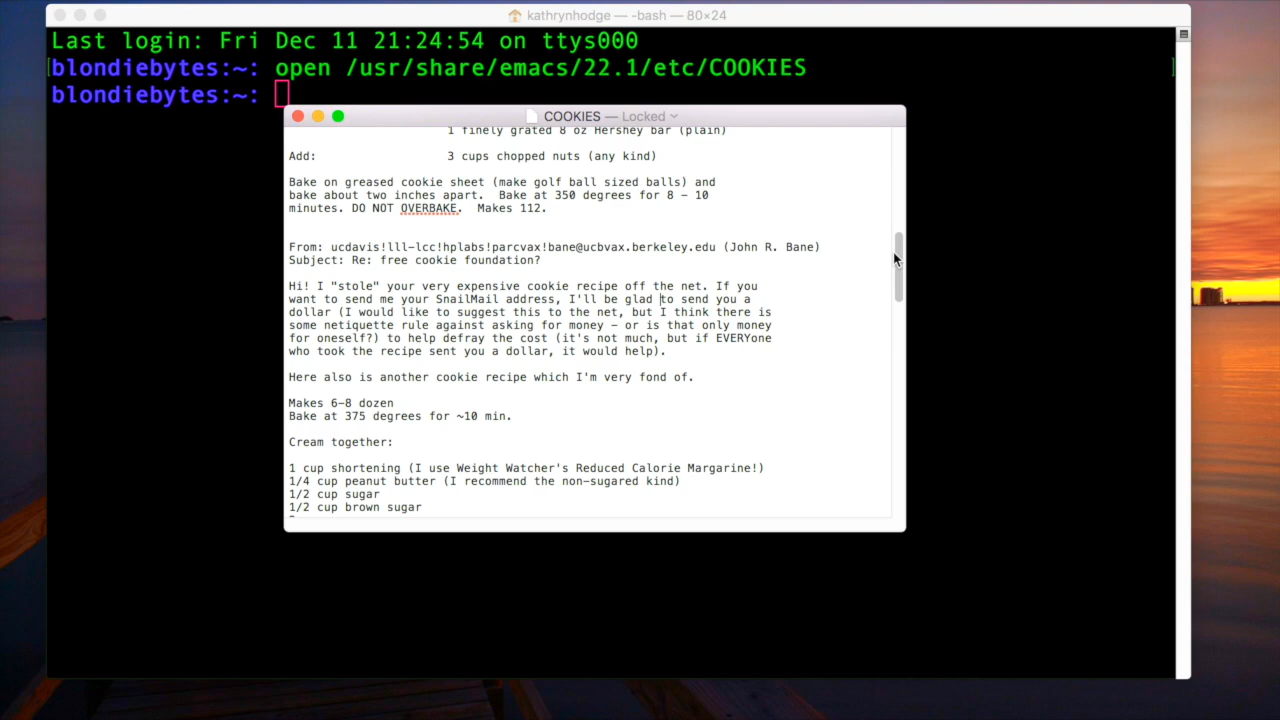 kathrynhodge — -bash — 80×24
Last login: Fri Dec 11 21:24:54 on ttys000
blondiebytes:~: open /usr/share/emacs/22.1/etc/COOKIES
blondiebytes:~:
COOKIES — Locked
1 finely grated 8 oz Hershey bar (plain)
Add: 3 cups chopped nuts (any kind)
Bake on greased cookie sheet (make golf ball sized balls) and
bake about two inches apart. Bake at 350 degrees for 8 - 10
minutes. DO NOT OVERBAKE. Makes 112.
From: ucdavis!lll-lcc!hplabs!parcvax!bane@ucbvax.berkeley.edu (John R. Bane)
Subject: Re: free cookie foundation?
Hi! I "stole" your very expensive cookie recipe off the net. If you
want to send me your SnailMail address, I'll be glad to send you a
dollar (I would like to suggest this to the net, but I think there is
some netiquette rule against asking for money - or is that only money
for oneself?) to help defray the cost (it's not much, but if EVERYone
who took the recipe sent you a dollar, it would help).
Here also is another cookie recipe which I'm very fond of.
Makes 6-8 dozen
Bake at 375 degrees for ~10 min.
Cream together:
1 cup shortening (I use Weight Watcher's Reduced Calorie Margarine!)
1/4 cup peanut butter (I recommend the non-sugared kind)
1/2 cup sugar
1/2 cup brown sugar